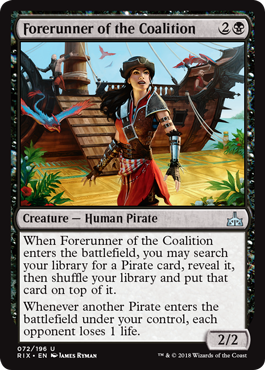 Forerunner of the Coalition 2
Creature — Human Pirate
When Forerunner of the Coalition
enters the battlefield, you may search
your library for a Pirate card, reveal it,
then shuffle your library and put that
card on top of it.
Whenever another Pirate enters the
battlefield under your control, each
opponent loses 1 life.
2/2
072/196 U
RIX • EN JAMES RYMAN
™ & © 2018 Wizards of the Coast